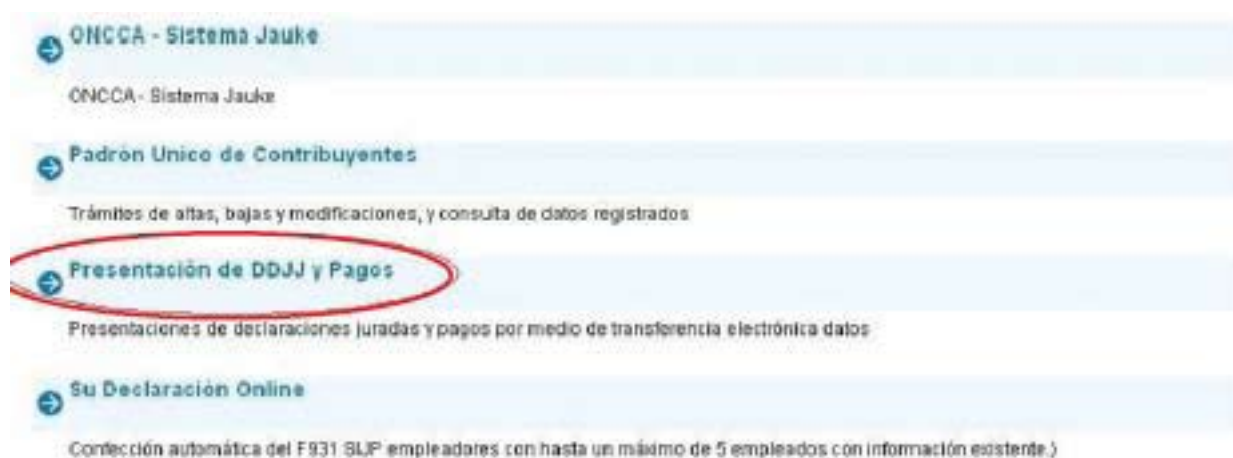 ONCCA - Sistema Jauke
ONCCA - Sistema Jauke
Padrón Unico de Contribuyentes
Trámites de altas, bajas y modificaciones, y consulta de datos registrados
Presentación de DDJJ y Pagos
Presentaciones de declaraciones juradas y pagos por medio de transferencia electrónica datos
Su Declaración Online
Confección automática del F931 SIJP empleadores con hasta un máximo de 5 empleados con información existente.)